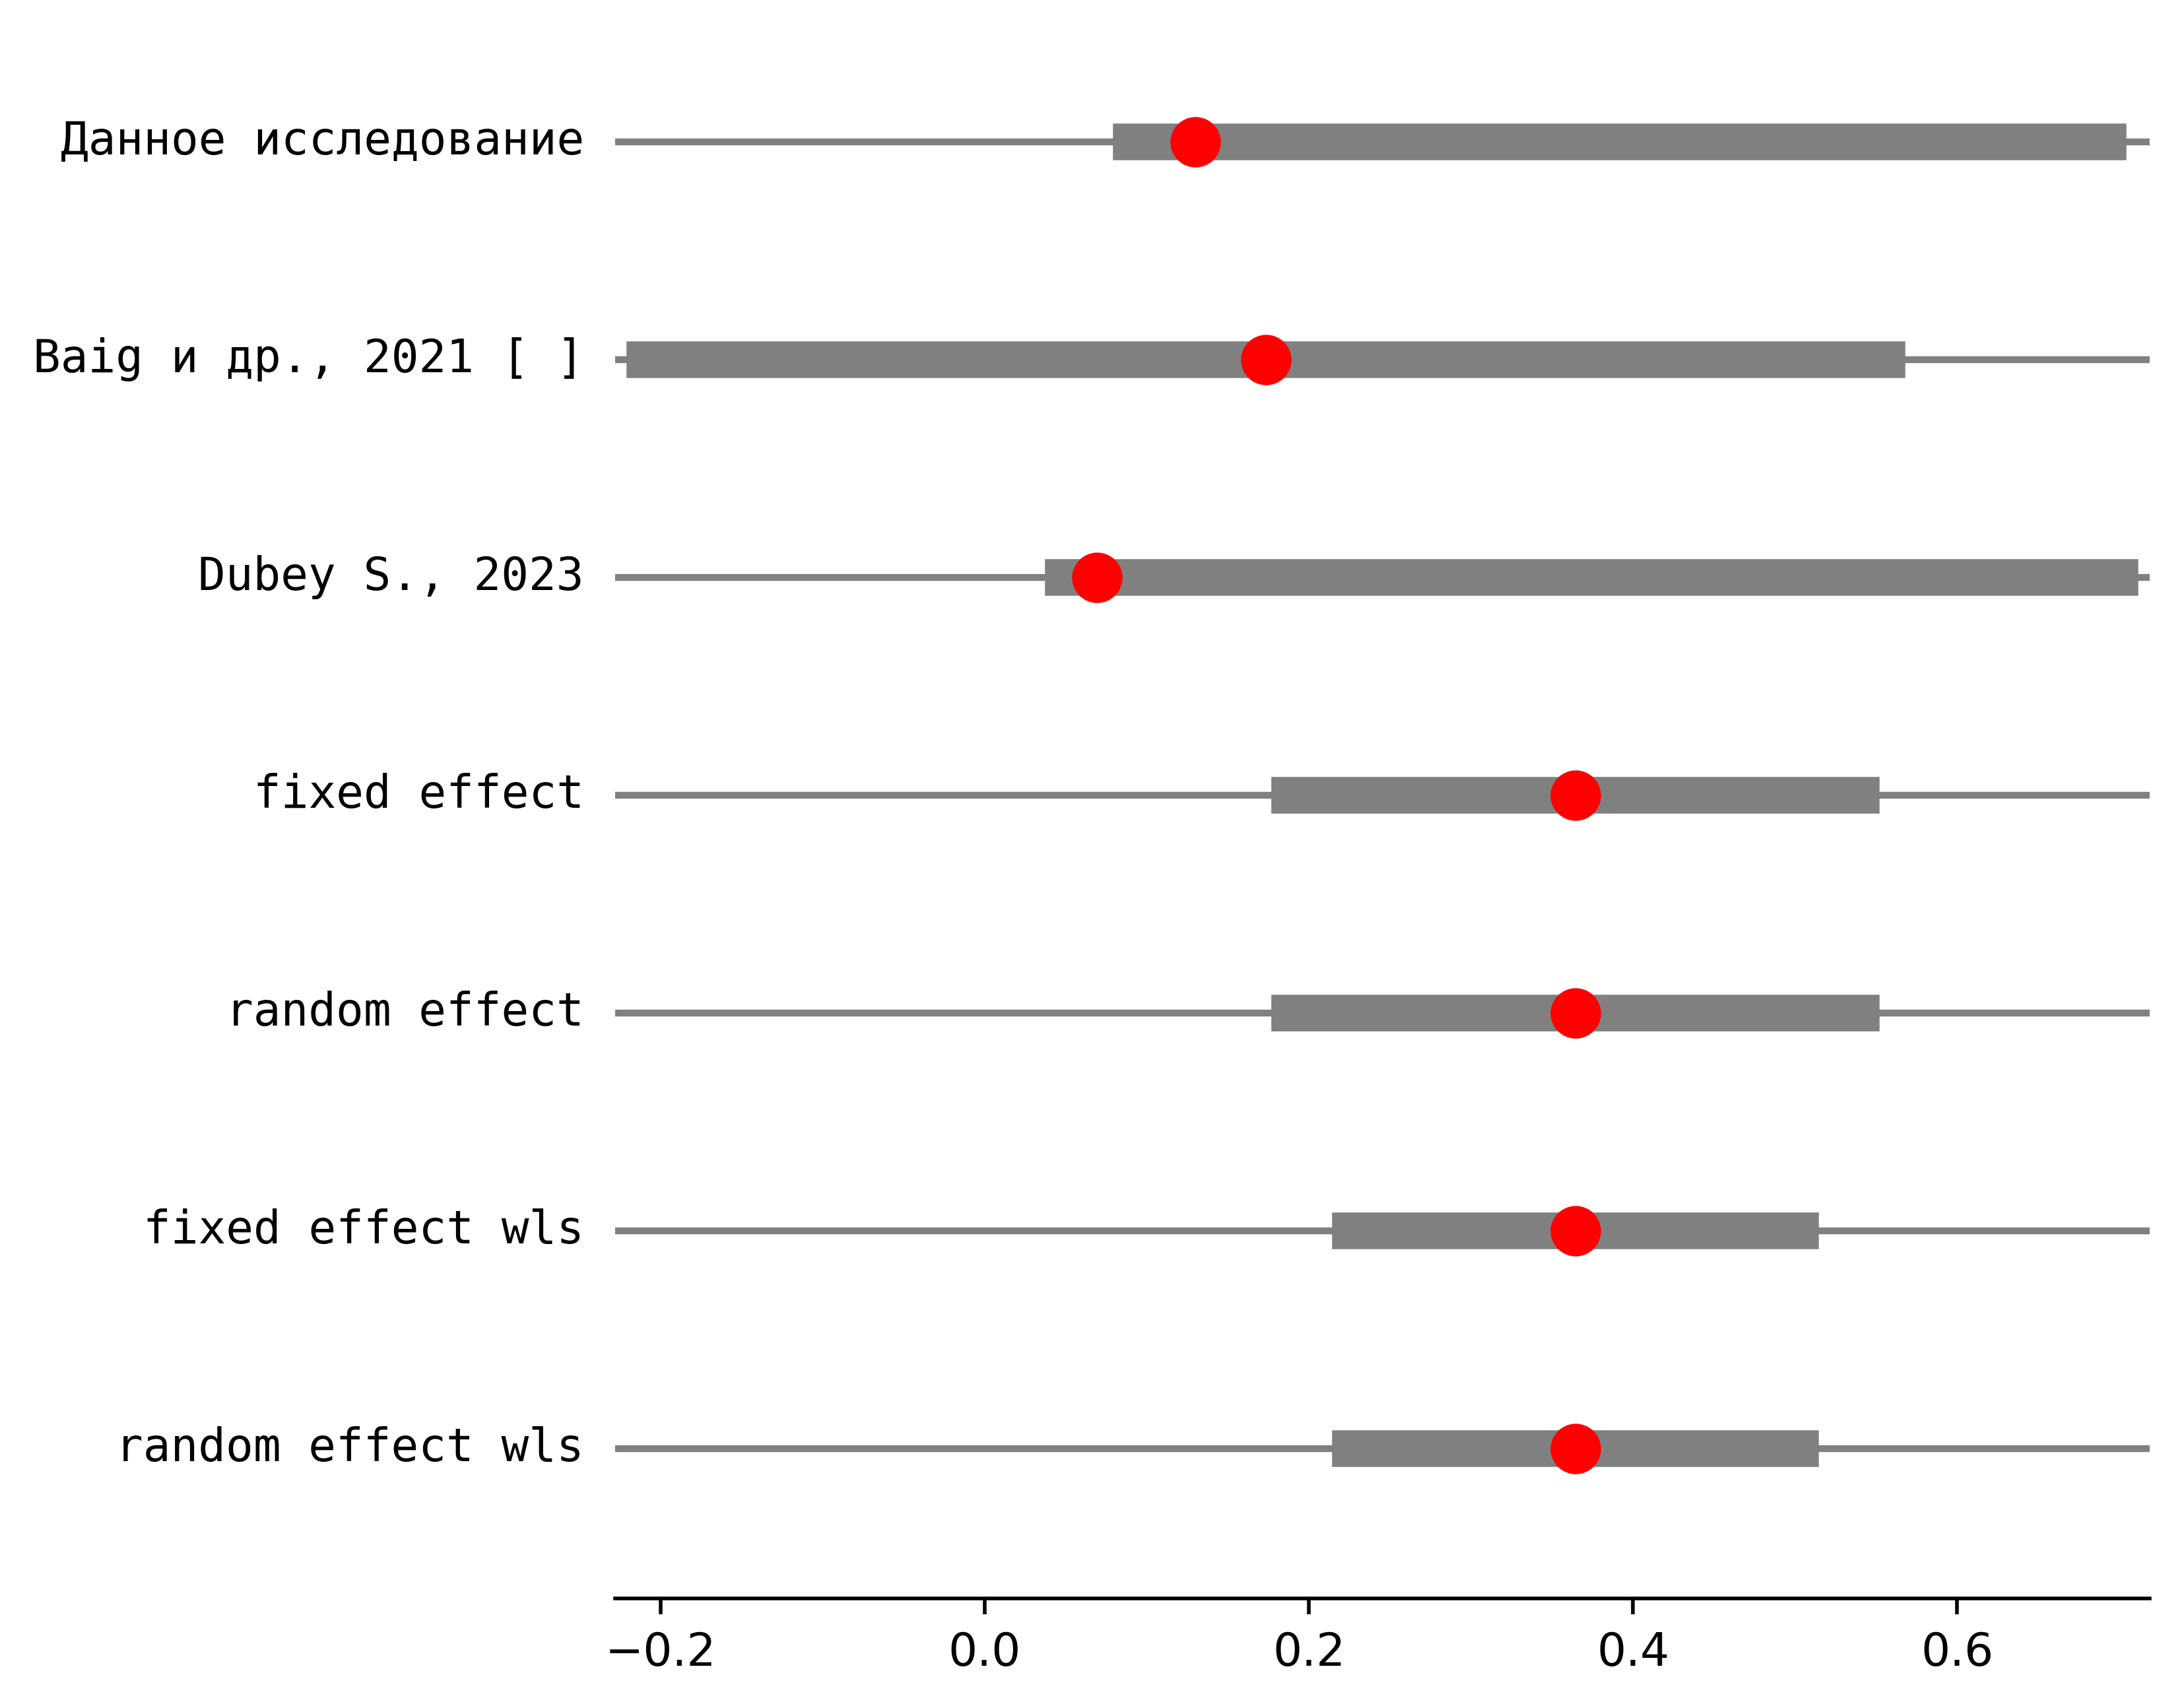 Данное исследование
Baig и др., 2021 [ ]
Dubey S., 2023
fixed effect
random effect
fixed effect wls
random effect wls
−0.2 0.0 0.2 0.4 0.6